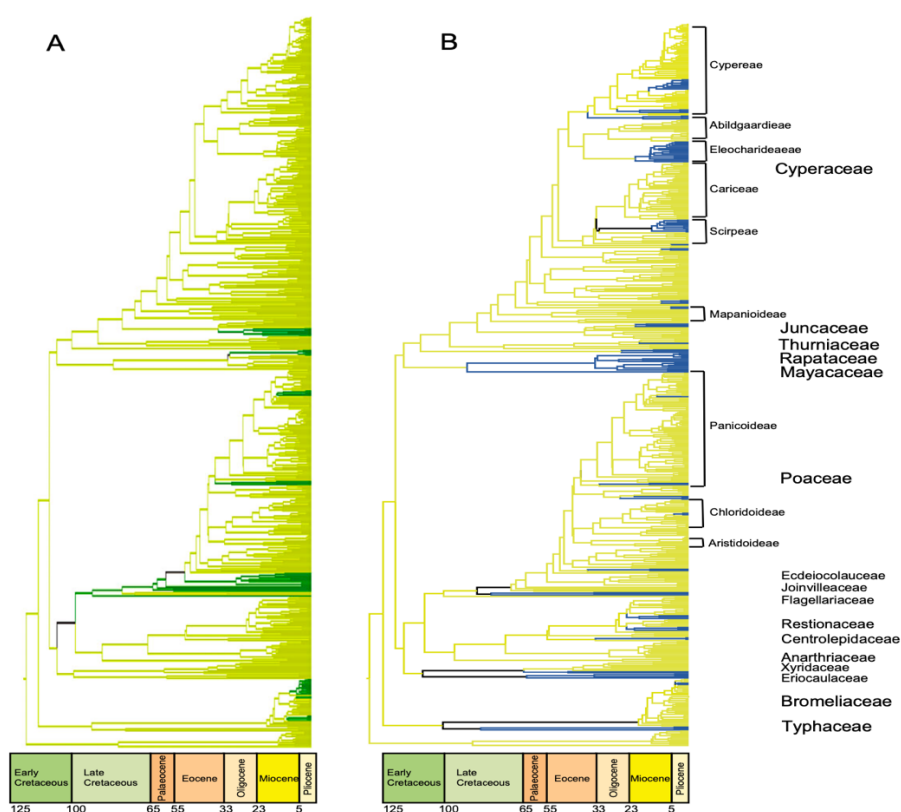 A
B
Cypereae
Abildgaardieae
Eleocharideaeae
Cyperaceae
Cariceae
Scirpeae
Mapanioideae
Juncaceae
Thurniaceae
Rapataceae
Mayacaceae
Panicoideae
Poaceae
Chloridoideae
Aristidoideae
Ecdeiocolauceae
Joinvilleaceae
Flagellariaceae
Restionaceae
Centrolepidaceae
Anarthriaceae
Xyridaceae
Eriocaulaceae
Bromeliaceae
Typhaceae
Early
Cretaceous
Late
Cretaceous
Palaeocene
Eocene
Oligocene
Miocene
Pliocene
125 100 65 55 33 23 5
Early
Cretaceous
Late
Cretaceous
Palaeocene
Eocene
Oligocene
Miocene
Pliocene
125 100 65 55 33 23 5